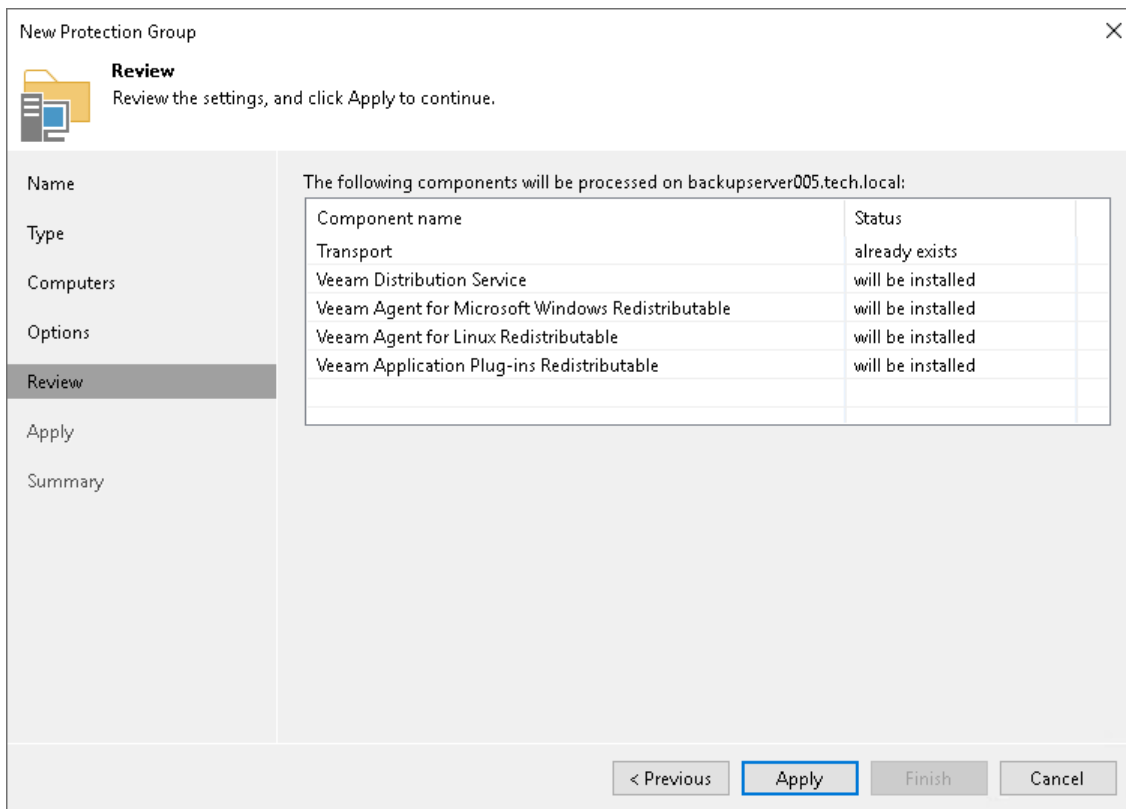 New Protection Group
Review
Review the settings, and click Apply to continue.
Name
Type
Computers
Options
Review
Apply
Summary
The following components will be processed on backupserver005.tech.local:
Component name Status
Transport already exists
Veeam Distribution Service will be installed
Veeam Agent for Microsoft Windows Redistributable will be installed
Veeam Agent for Linux Redistributable will be installed
Veeam Application Plug-ins Redistributable will be installed
< Previous Apply Finish Cancel